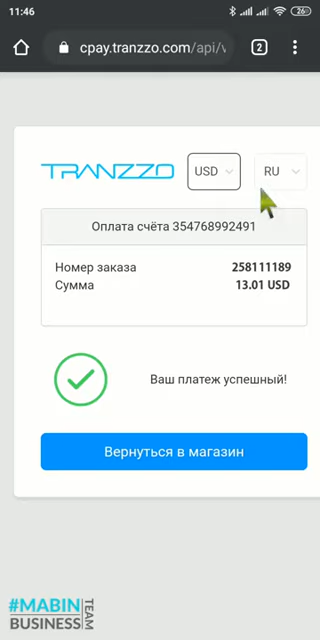 11:46
26
cpay.tranzzo.com/api/v
2
TRANZZO
USD
RU
Оплата счёта 354768992491
Номер заказа 258111189
Сумма 13.01 USD
Ваш платеж успешный!
Вернуться в магазин
#MABIN
BUSINESS
TEAM